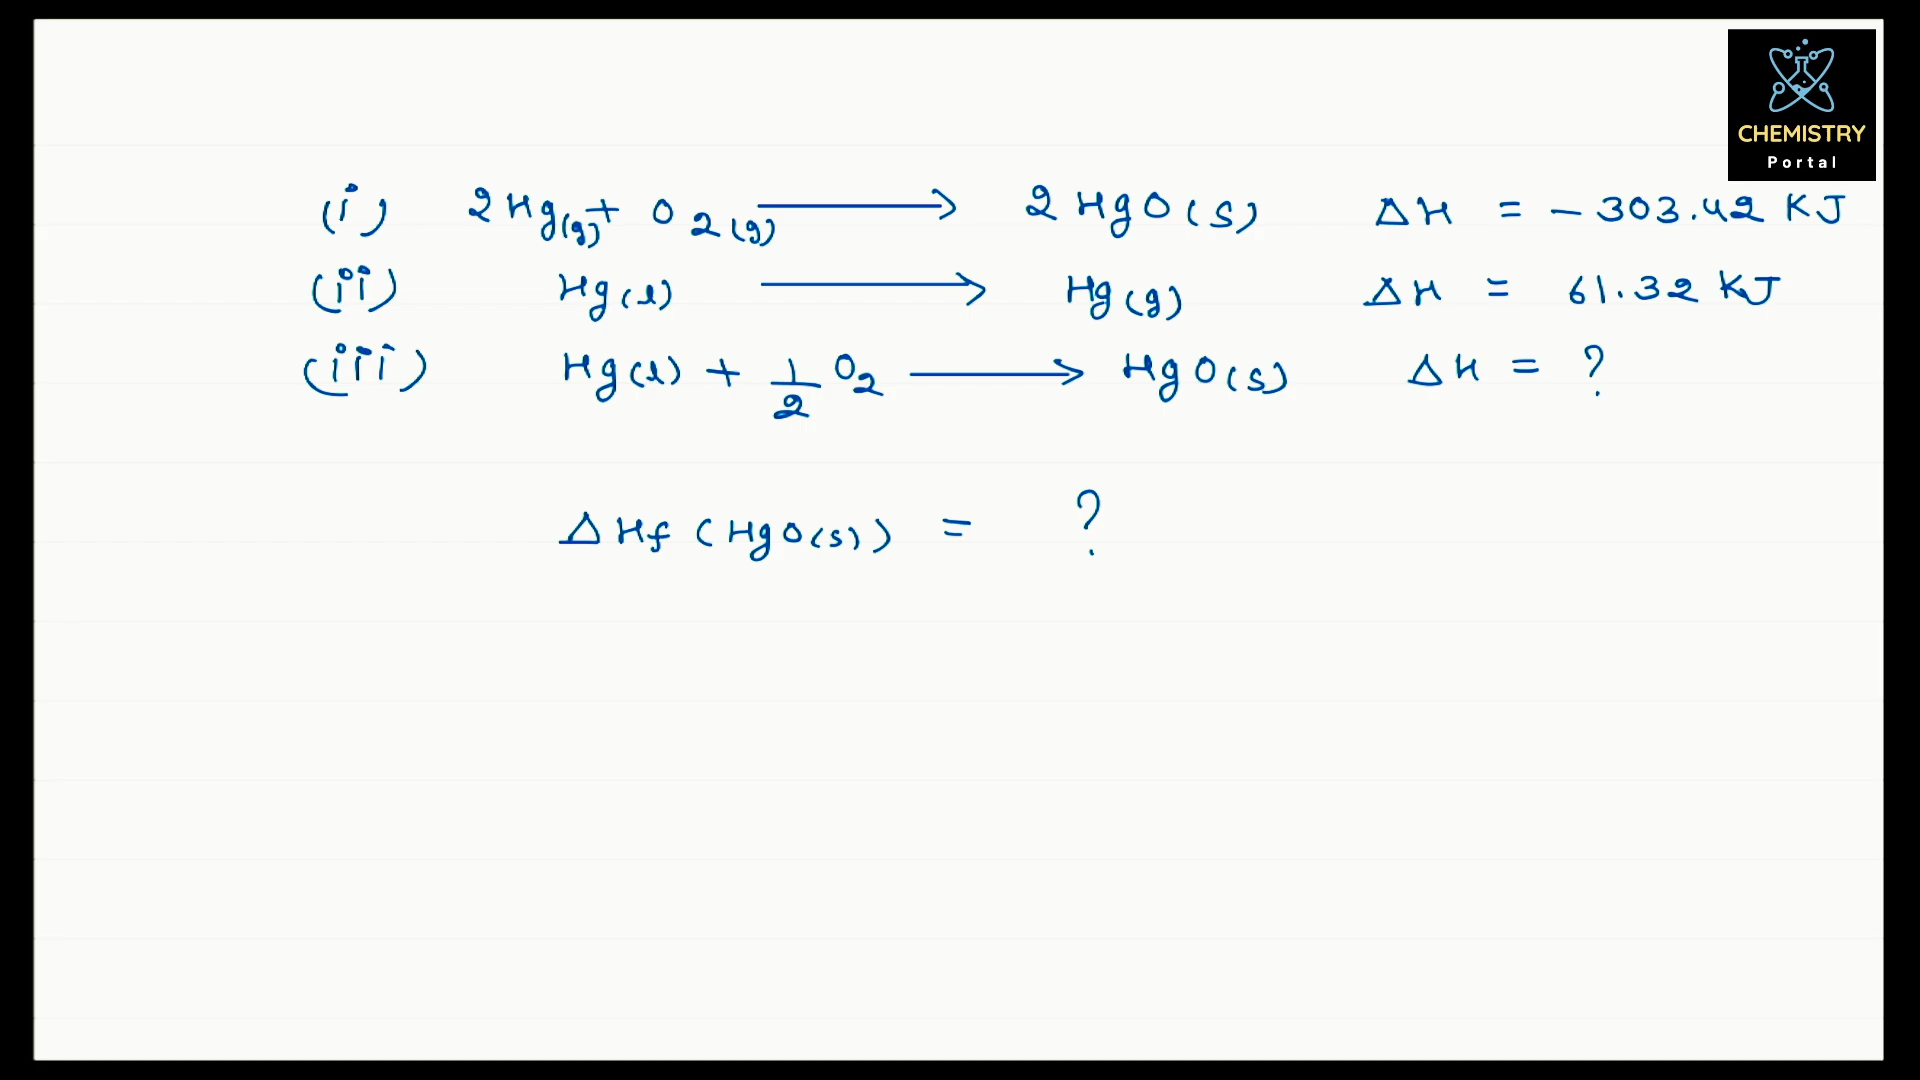 CHEMISTRY
Portal
(i) 2Hg(g) + O2(g) ⟶ 2HgO(s) ΔH = -303.42 KJ
(ii) Hg(l) ⟶ Hg(g) ΔH = 61.32 KJ
(iii) Hg(l) + 1/2 O2 ⟶ HgO(s) ΔH = ?
ΔHf (HgO(s)) = ?